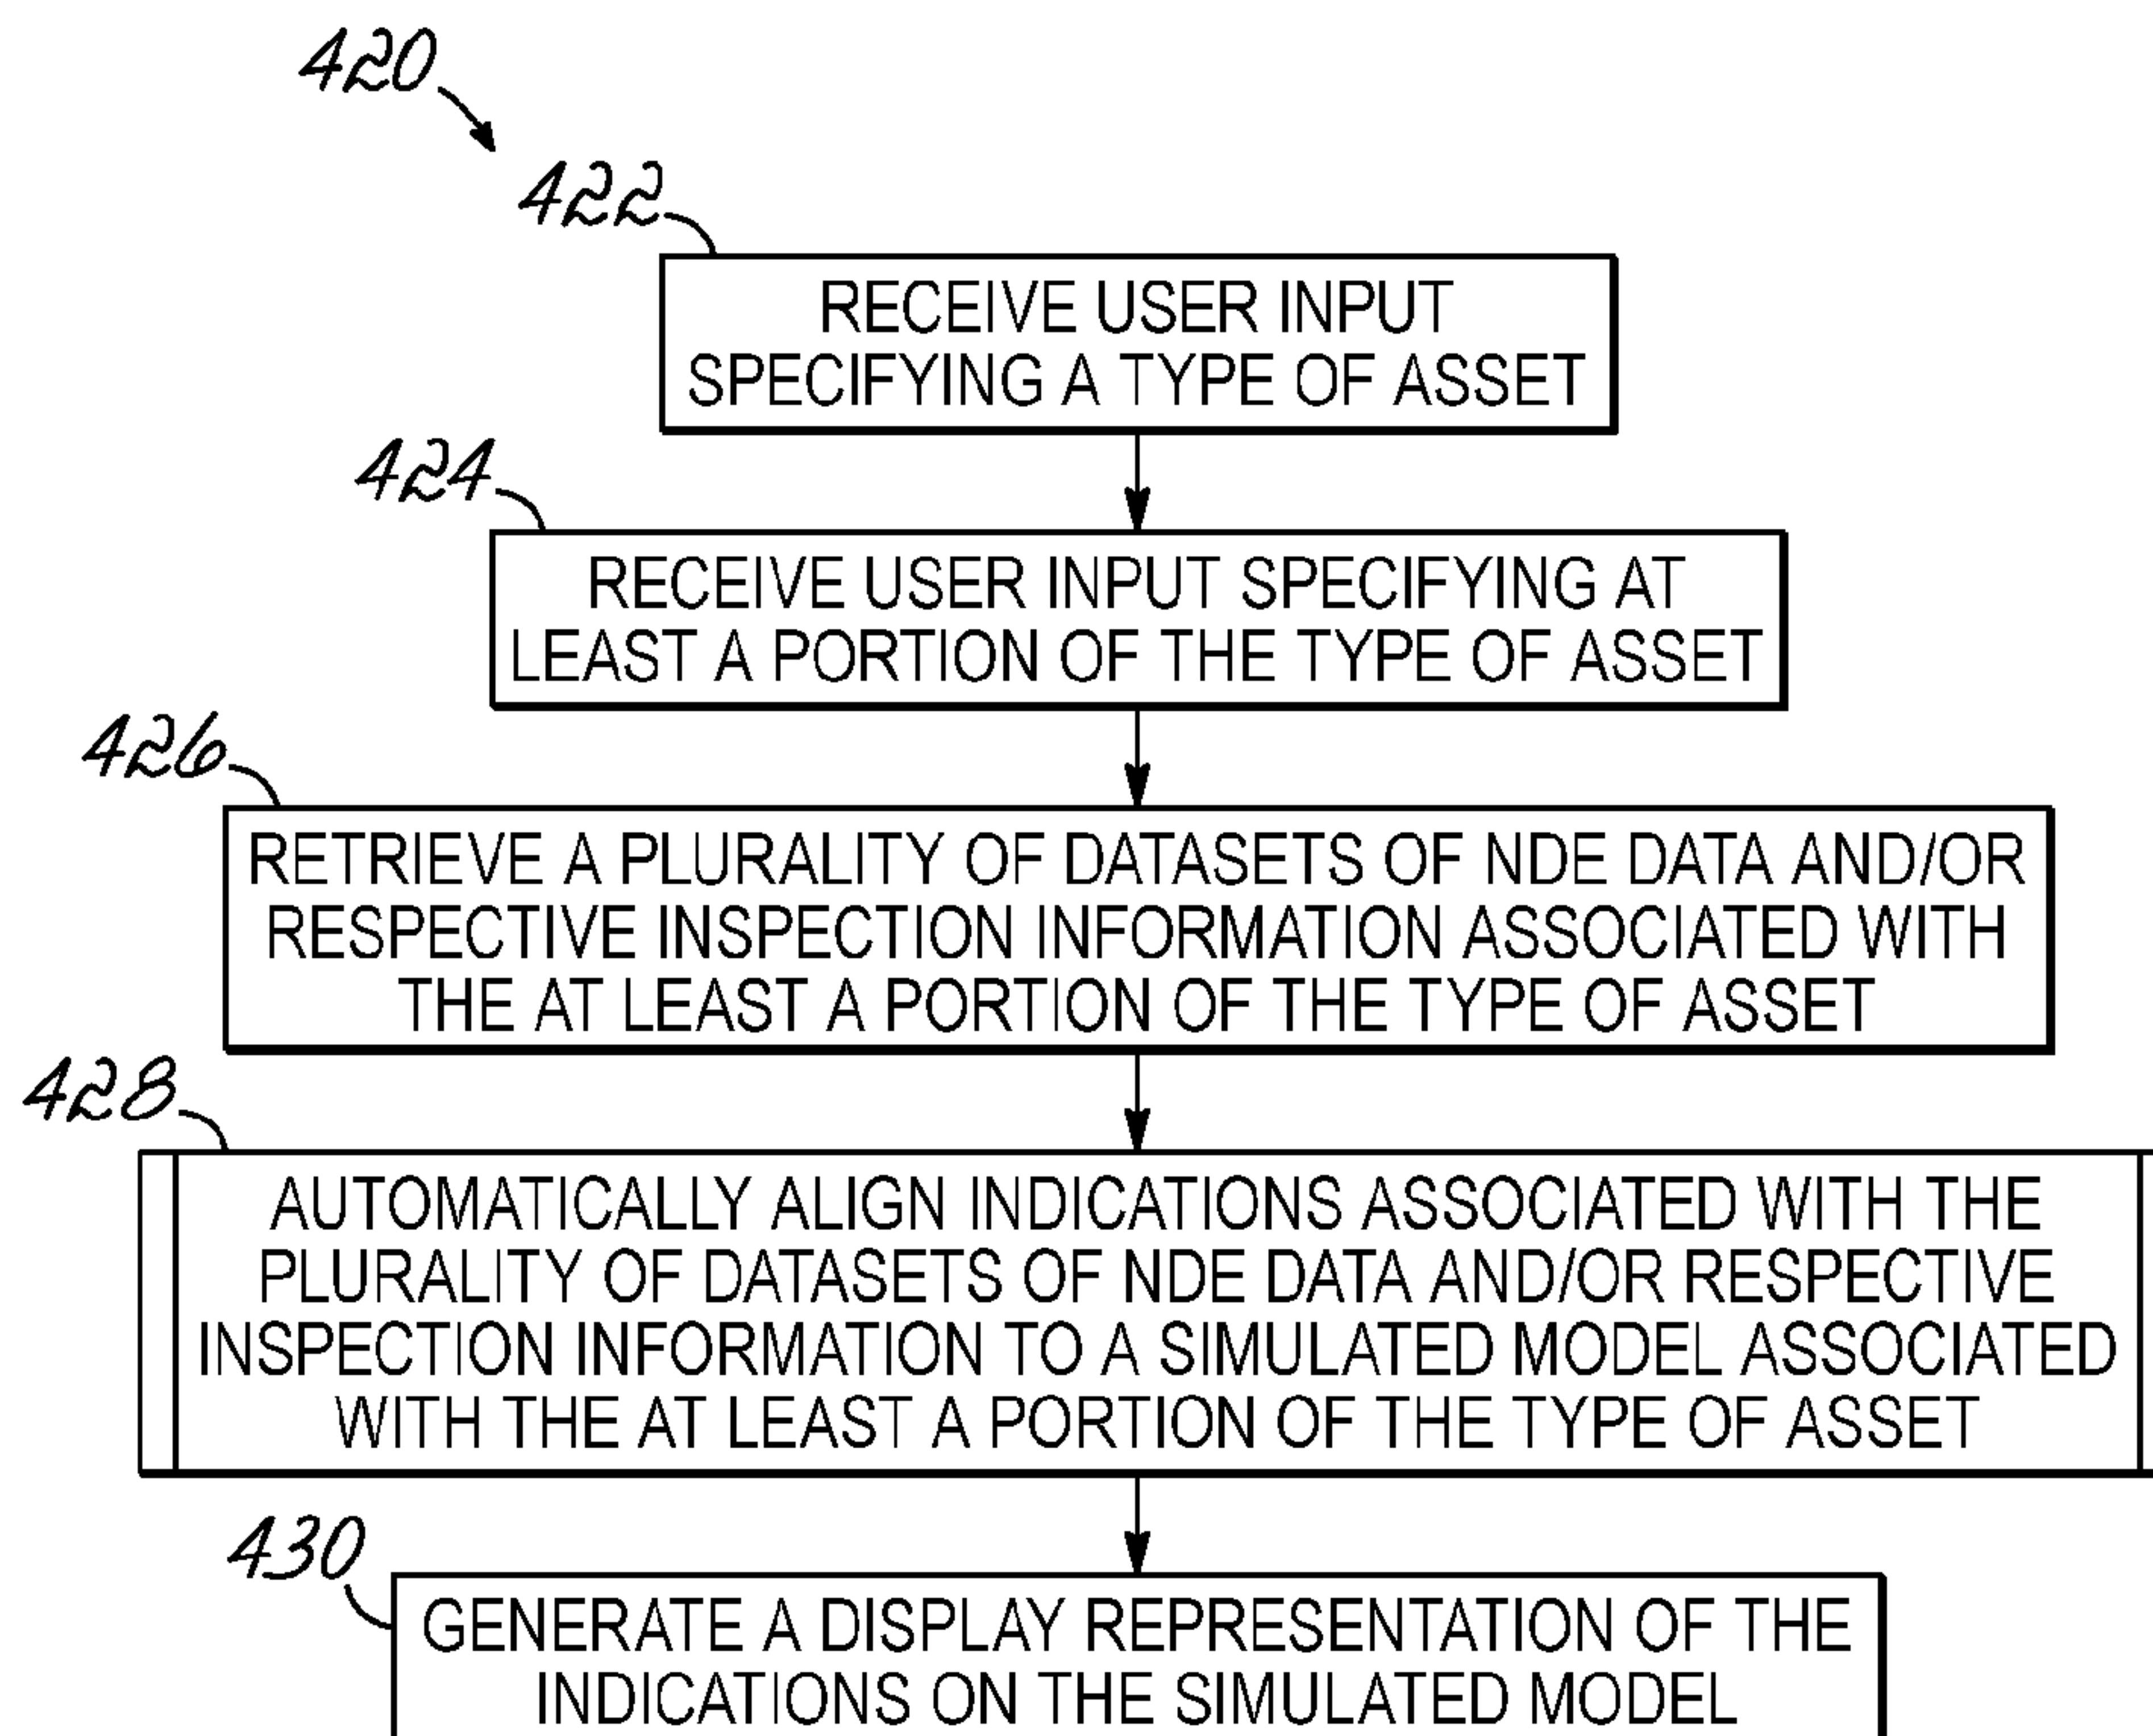 420
422
RECEIVE USER INPUT
SPECIFYING A TYPE OF ASSET
424
RECEIVE USER INPUT SPECIFYING AT
LEAST A PORTION OF THE TYPE OF ASSET
426
RETRIEVE A PLURALITY OF DATASETS OF NDE DATA AND/OR
RESPECTIVE INSPECTION INFORMATION ASSOCIATED WITH
THE AT LEAST A PORTION OF THE TYPE OF ASSET
428
AUTOMATICALLY ALIGN INDICATIONS ASSOCIATED WITH THE
PLURALITY OF DATASETS OF NDE DATA AND/OR RESPECTIVE
INSPECTION INFORMATION TO A SIMULATED MODEL ASSOCIATED
WITH THE AT LEAST A PORTION OF THE TYPE OF ASSET
430
GENERATE A DISPLAY REPRESENTATION OF THE
INDICATIONS ON THE SIMULATED MODEL